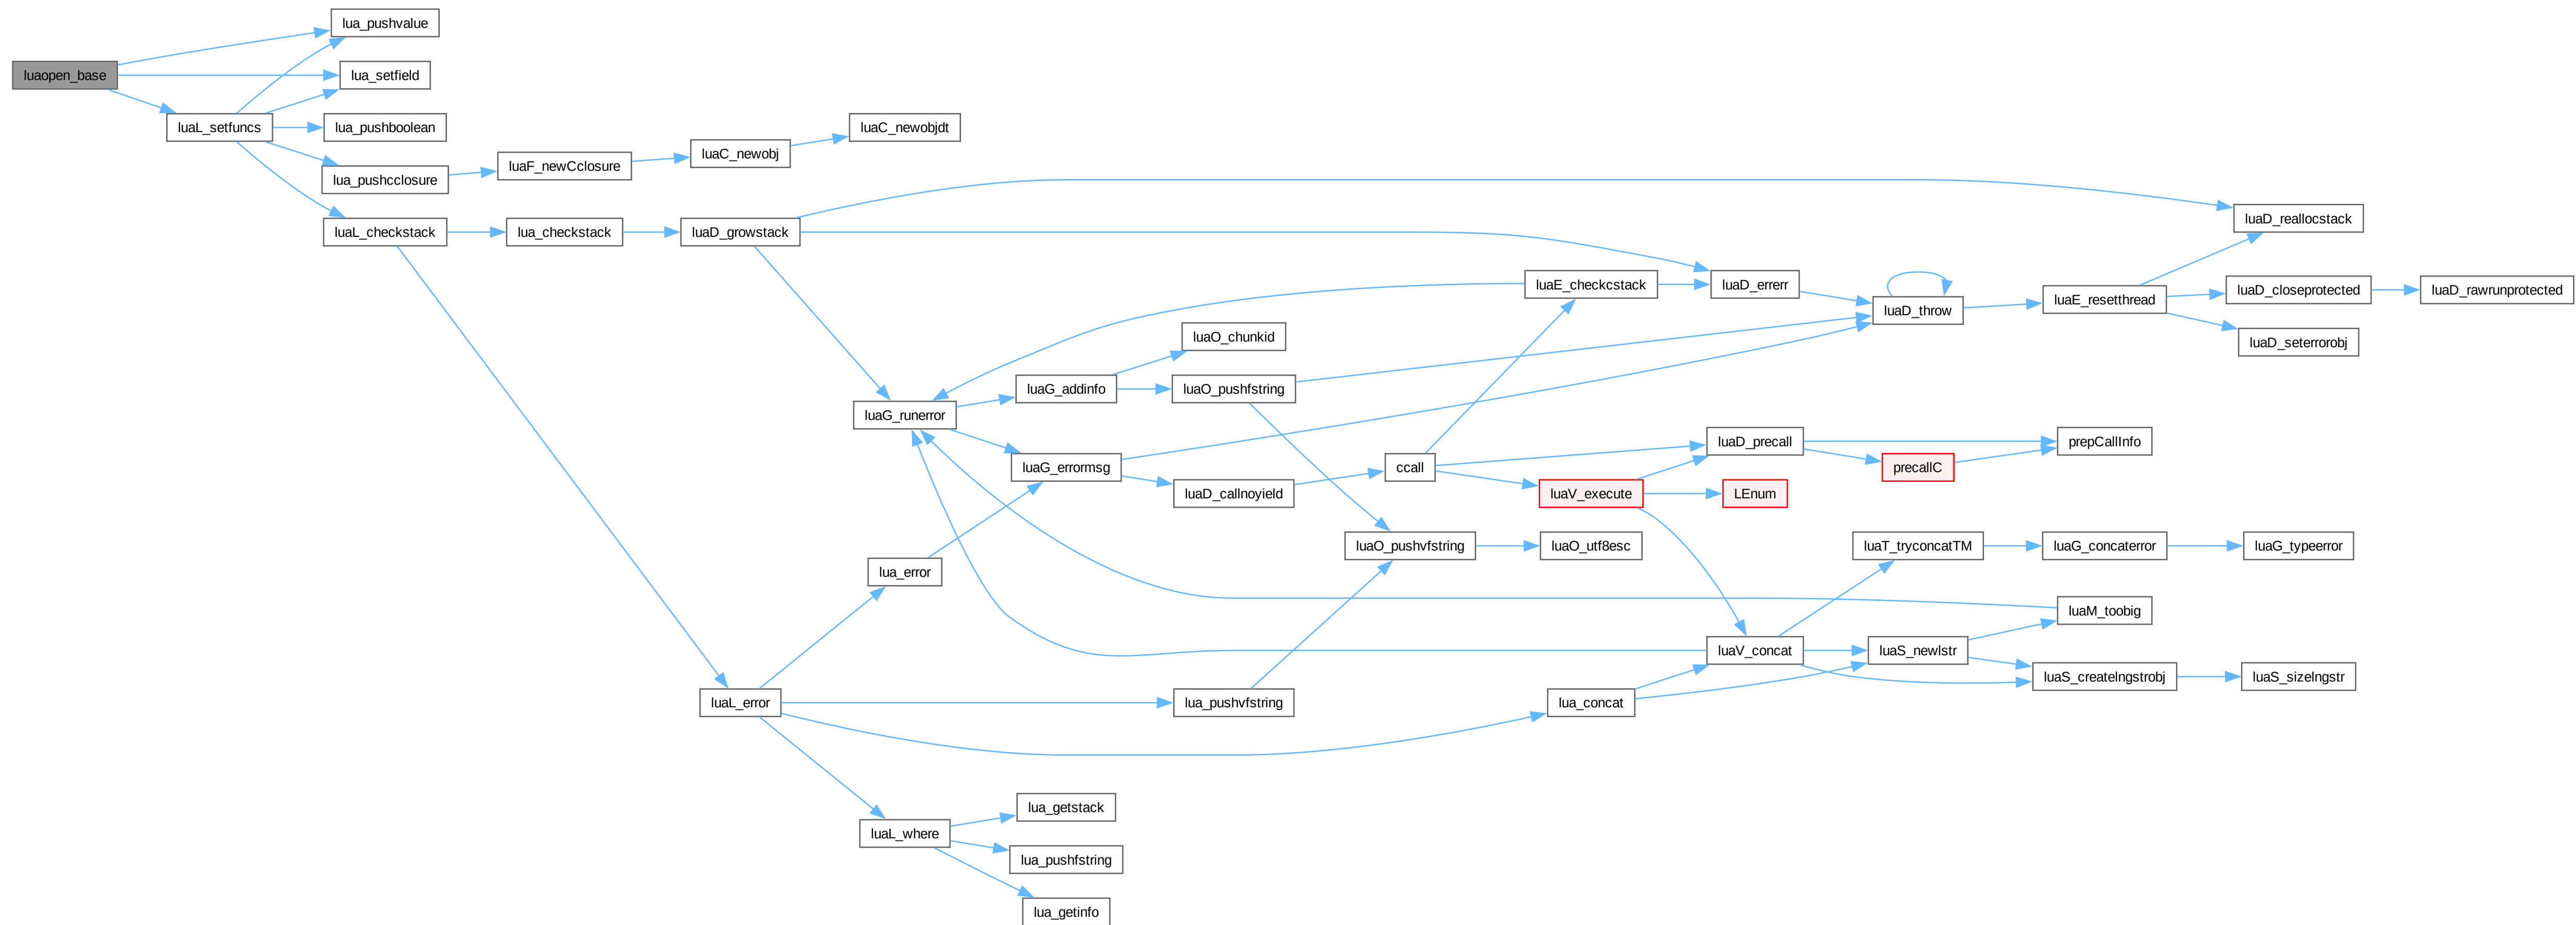 lua_pushvalue
luaopen_base
lua_setfield
luaL_setfuncs
lua_pushboolean
luaC_newobjdt
luaC_newobj
luaF_newCclosure
lua_pushcclosure
luaL_checkstack
lua_checkstack
luaD_growstack
luaD_reallocstack
luaE_checkcstack
luaD_errerr
luaD_throw
luaE_resetthread
luaD_closeprotected
luaD_rawrunprotected
luaO_chunkid
luaD_seterrorobj
luaG_addinfo
luaO_pushfstring
luaG_runerror
luaG_errormsg
luaD_callnoyield
ccall
luaD_precall
prepCallInfo
precallC
luaV_execute
LEnum
luaO_pushvfstring
luaO_utf8esc
luaT_tryconcatTM
luaG_concaterror
luaG_typeerror
lua_error
luaM_toobig
luaV_concat
luaS_newlstr
luaS_createlngstrobj
luaS_sizelngstr
luaL_error
lua_pushvfstring
lua_concat
lua_getstack
luaL_where
lua_pushfstring
lua_getinfo